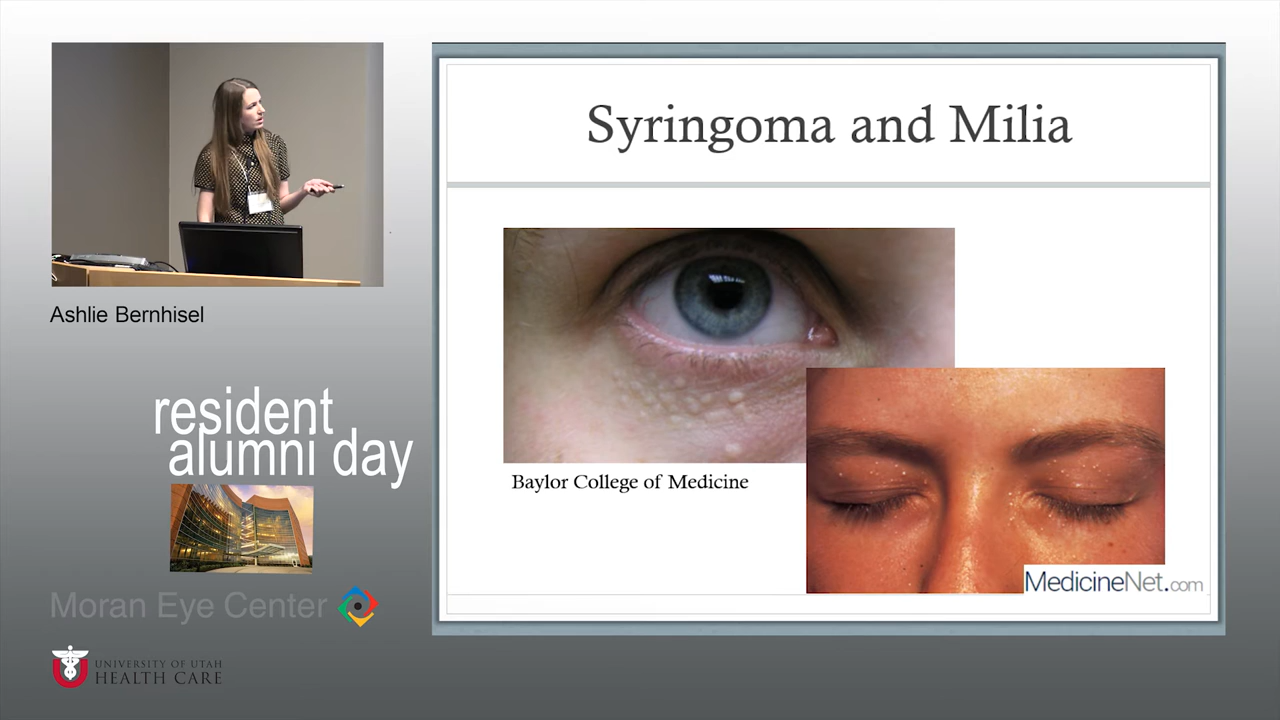 Syringoma and Milia
Ashlie Bernhisel
resident
alumni day
Baylor College of Medicine
MedicineNet.com
Moran Eye Center
UNIVERSITY OF UTAH
HEALTH CARE